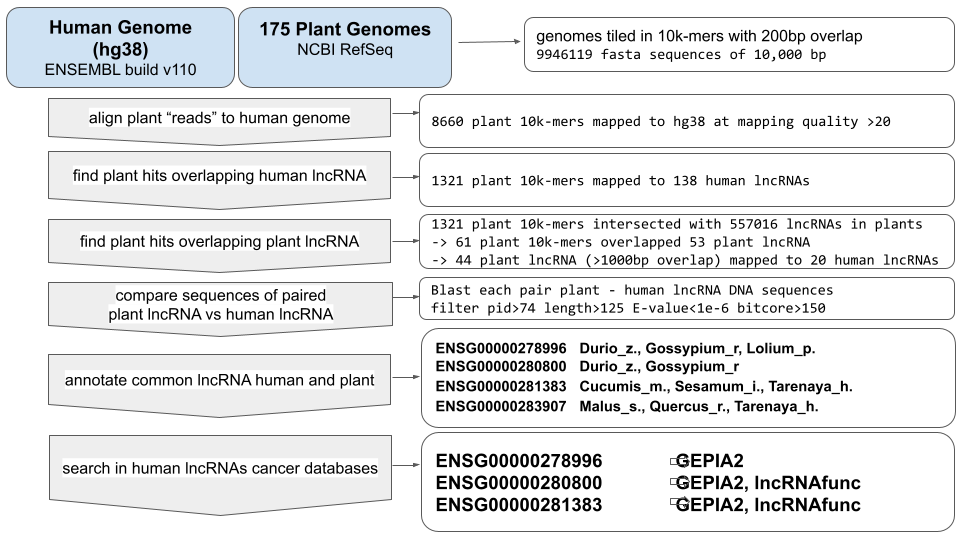 Human Genome
(hg38)
ENSEMBL build v110
175 Plant Genomes
NCBI RefSeq
genomes tiled in 10k-mers with 200bp overlap
9946119 fasta sequences of 10,000 bp
align plant “reads” to human genome
8660 plant 10k-mers mapped to hg38 at mapping quality >20
find plant hits overlapping human lncRNA
1321 plant 10k-mers mapped to 138 human lncRNAs
find plant hits overlapping plant lncRNA
1321 plant 10k-mers intersected with 557016 lncRNAs in plants
-> 61 plant 10k-mers overlapped 53 plant lncRNA
-> 44 plant lncRNA (>1000bp overlap) mapped to 20 human lncRNAs
compare sequences of paired
plant lncRNA vs human lncRNA
Blast each pair plant - human lncRNA DNA sequences
filter pid>74 length>125 E-value<1e-6 bitcore>150
annotate common lncRNA human and plant
ENSG00000278996 Durio_z., Gossypium_r, Lolium_p.
ENSG00000280800 Durio_z., Gossypium_r
ENSG00000281383 Cucumis_m., Sesamum_i., Tarenaya_h.
ENSG00000283907 Malus_s., Quercus_r., Tarenaya_h.
search in human lncRNAs cancer databases
ENSG00000278996 GEPIA2
ENSG00000280800 GEPIA2, lncRNAfunc
ENSG00000281383 GEPIA2, lncRNAfunc